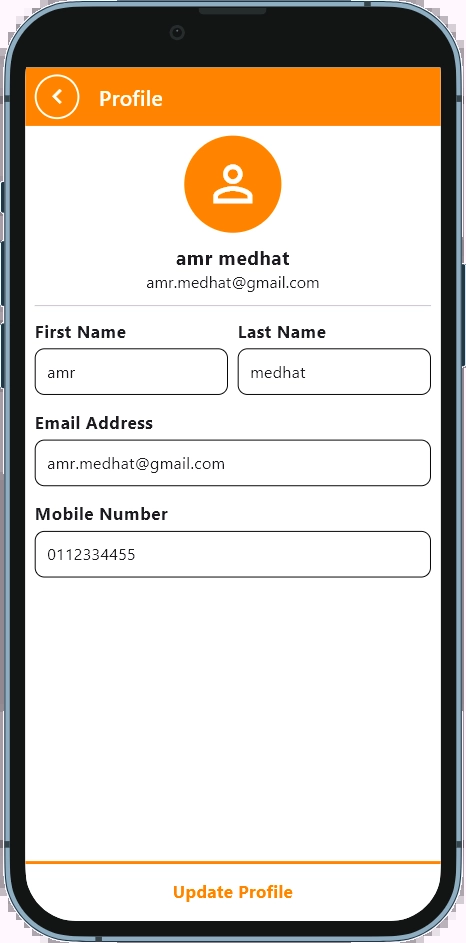 Profile
amr medhat
amr.medhat@gmail.com
First Name
Last Name
amr
medhat
Email Address
amr.medhat@gmail.com
Mobile Number
0112334455
Update Profile